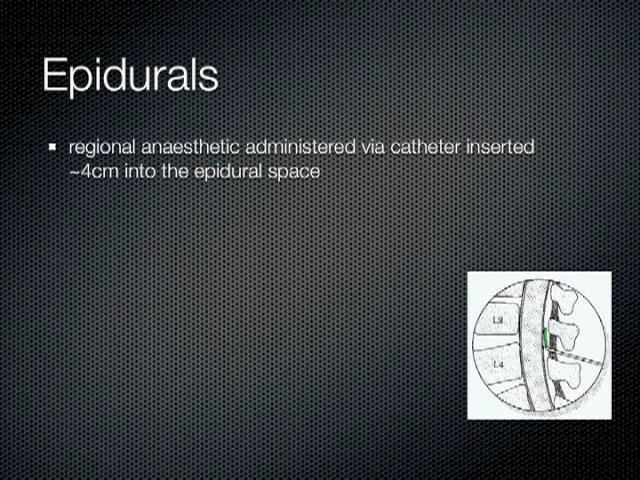 Epidurals
regional anaesthetic administered via catheter inserted
~4cm into the epidural space
L3
L4